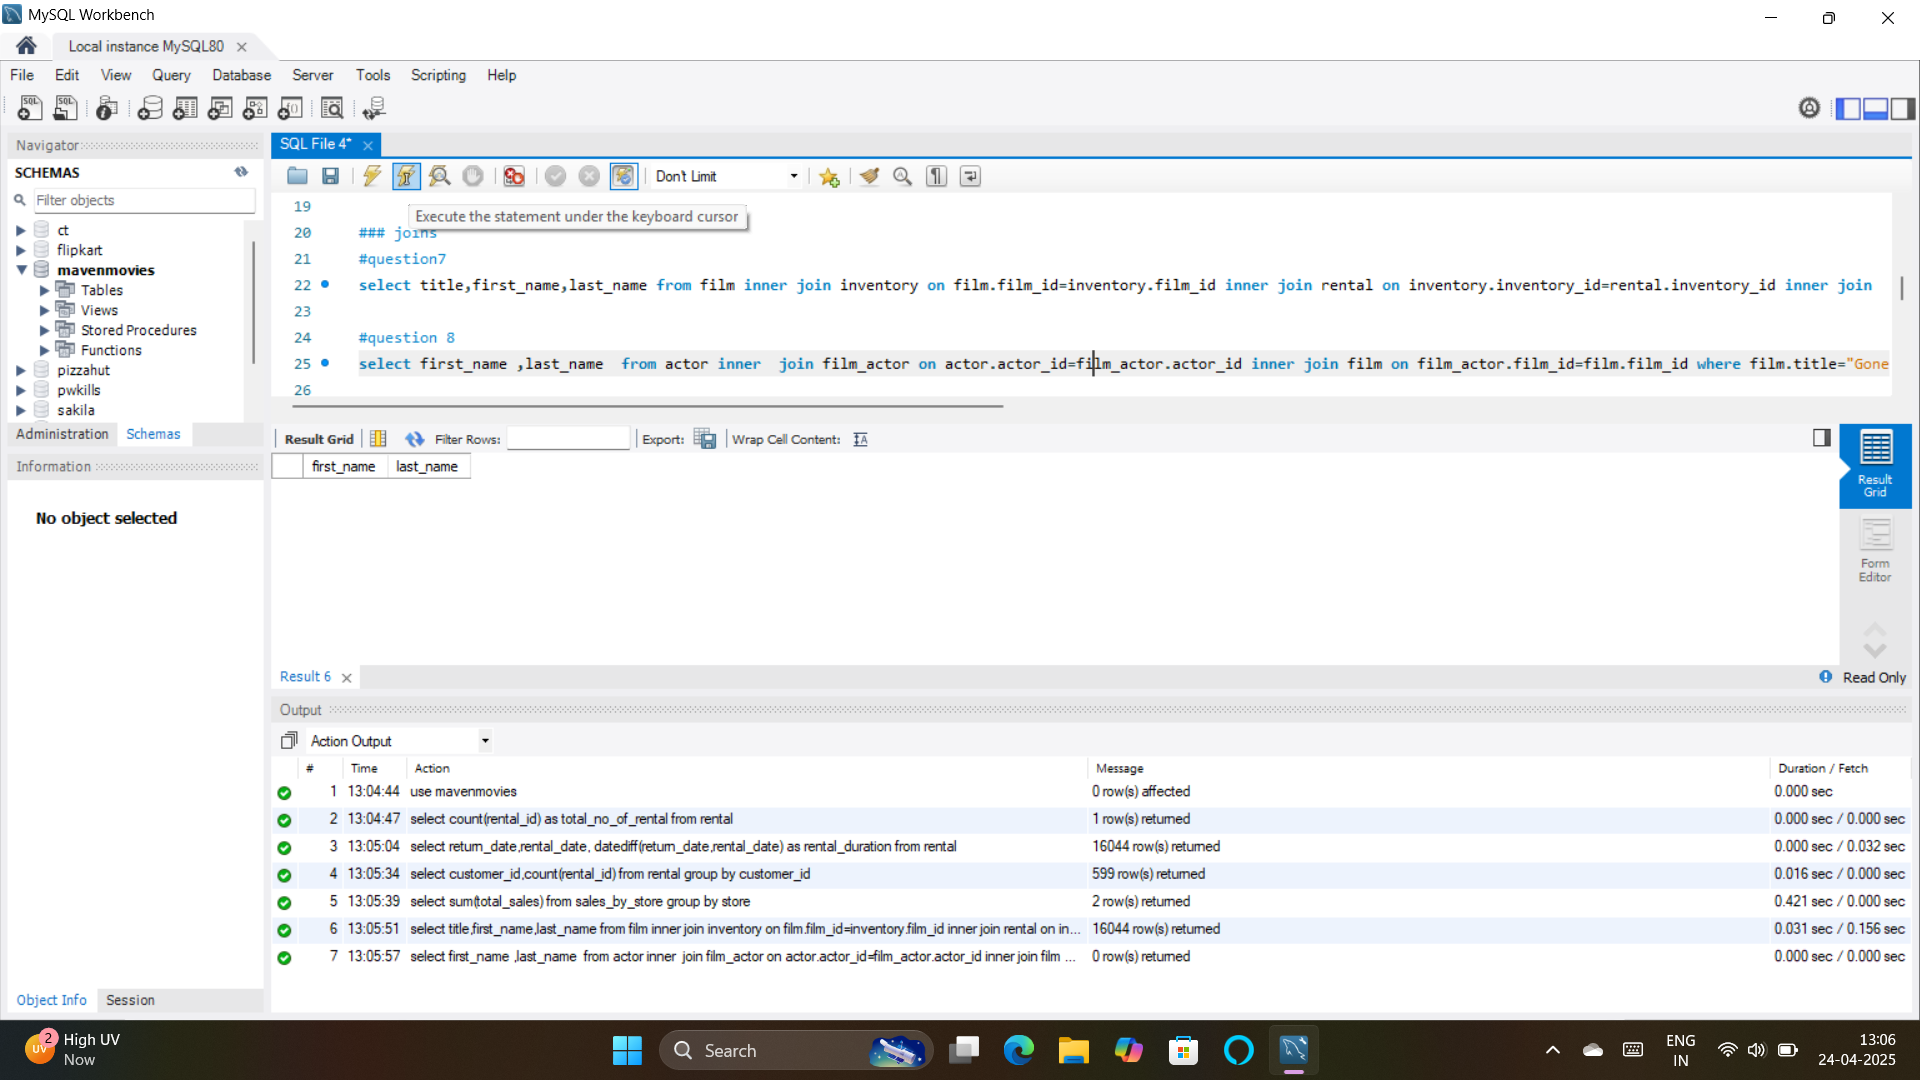 MySQL Workbench
Local instance MySQL80
File Edit View Query Database Server Tools Scripting Help
Navigator
SCHEMAS
Filter objects
ct
flipkart
mavenmovies
Tables
Views
Stored Procedures
Functions
pizzahut
pwkills
sakila
Administration Schemas
Information
No object selected
Object Info Session
SQL File 4*
Don't Limit
Execute the statement under the keyboard cursor
19
20 ### joins
21 #question7
22 select title,first_name,last_name from film inner join inventory on film.film_id=inventory.film_id inner join rental on inventory.inventory_id=rental.inventory_id inner join
23
24 #question 8
25 select first_name ,last_name from actor inner join film_actor on actor.actor_id=film_actor.actor_id inner join film on film_actor.film_id=film.film_id where film.title="Gone
26
Result Grid Filter Rows: Export: Wrap Cell Content:
first_name last_name
Result Grid
Form Editor
Result 6
Read Only
Output
Action Output
# Time Action Message Duration / Fetch
1 13:04:44 use mavenmovies 0 row(s) affected 0.000 sec
2 13:04:47 select count(rental_id) as total_no_of_rental from rental 1 row(s) returned 0.000 sec / 0.000 sec
3 13:05:04 select return_date,rental_date, datediff(return_date,rental_date) as rental_duration from rental 16044 row(s) returned 0.000 sec / 0.032 sec
4 13:05:34 select customer_id,count(rental_id) from rental group by customer_id 599 row(s) returned 0.016 sec / 0.000 sec
5 13:05:39 select sum(total_sales) from sales_by_store group by store 2 row(s) returned 0.421 sec / 0.000 sec
6 13:05:51 select title,first_name,last_name from film inner join inventory on film.film_id=inventory.film_id inner join rental on in... 16044 row(s) returned 0.031 sec / 0.156 sec
7 13:05:57 select first_name ,last_name from actor inner join film_actor on actor.actor_id=film_actor.actor_id inner join film ... 0 row(s) returned 0.000 sec / 0.000 sec
2
UV
High UV
Now
Search
ENG
IN
13:06
24-04-2025